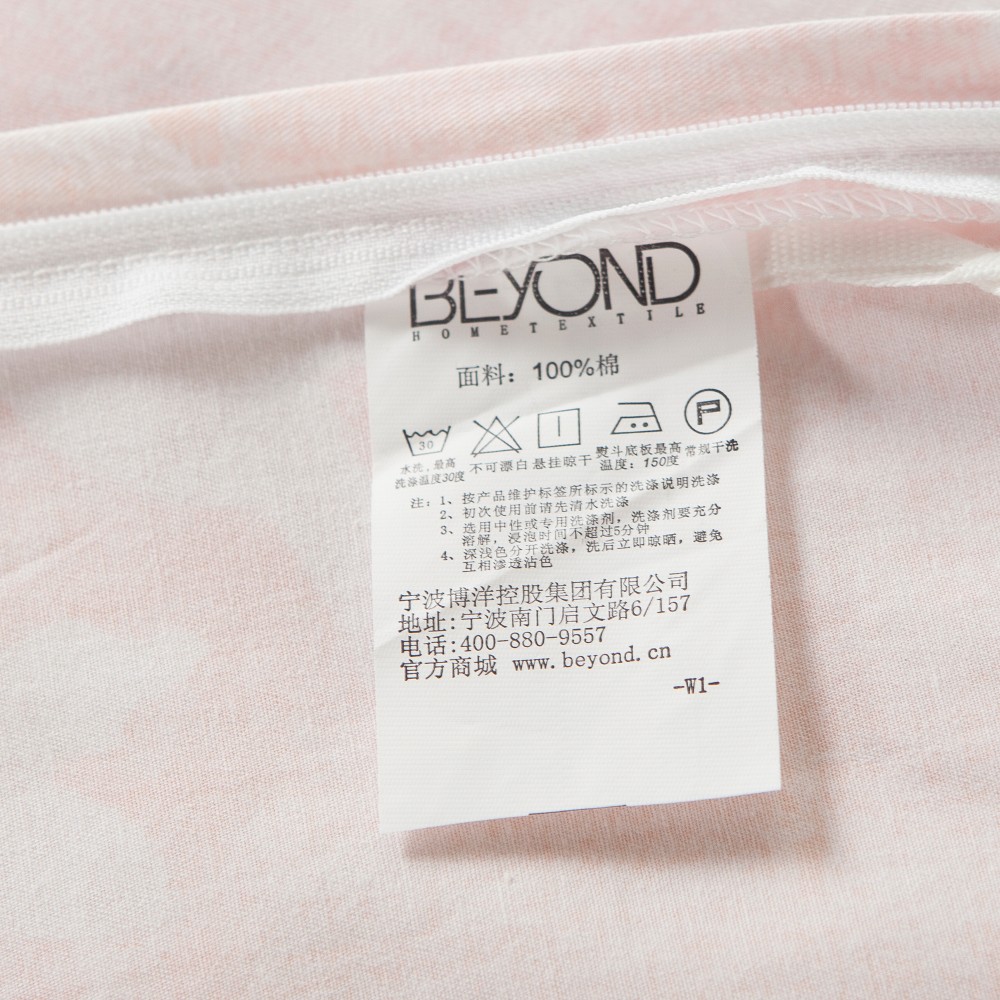 BEYOND
HOMETEXTILE
面料：100%棉
30
P
水洗，最高
洗涤温度30度
不可漂白
悬挂晾干
熨斗底板最高
温度：150度
常规干洗
注：1、按产品维护标签所标示的洗涤说明洗涤
2、初次使用前请先清水洗涤
3、选用中性或专用洗涤剂，洗涤剂要充分
溶解，浸泡时间不超过5分钟
4、深浅色分开洗涤，洗后立即晾晒，避免
互相渗透沾色
宁波博洋控股集团有限公司
地址:宁波南门启文路6/157
电话:400-880-9557
官方商城 www.beyond.cn
-W1-